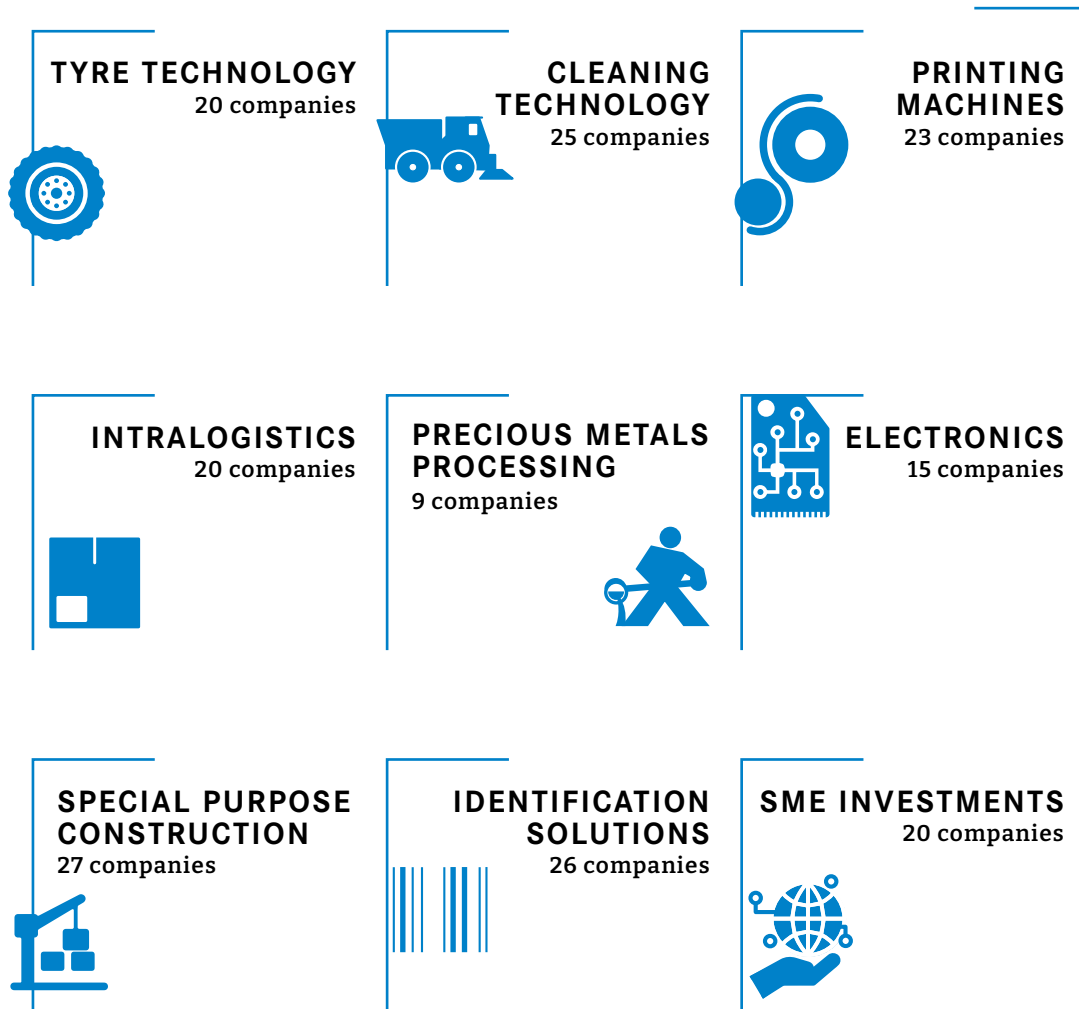 TYRE TECHNOLOGY
20 companies
CLEANING
TECHNOLOGY
25 companies
PRINTING
MACHINES
23 companies
INTRALOGISTICS
20 companies
PRECIOUS METALS
PROCESSING
9 companies
ELECTRONICS
15 companies
SPECIAL PURPOSE
CONSTRUCTION
27 companies
IDENTIFICATION
SOLUTIONS
26 companies
SME INVESTMENTS
20 companies